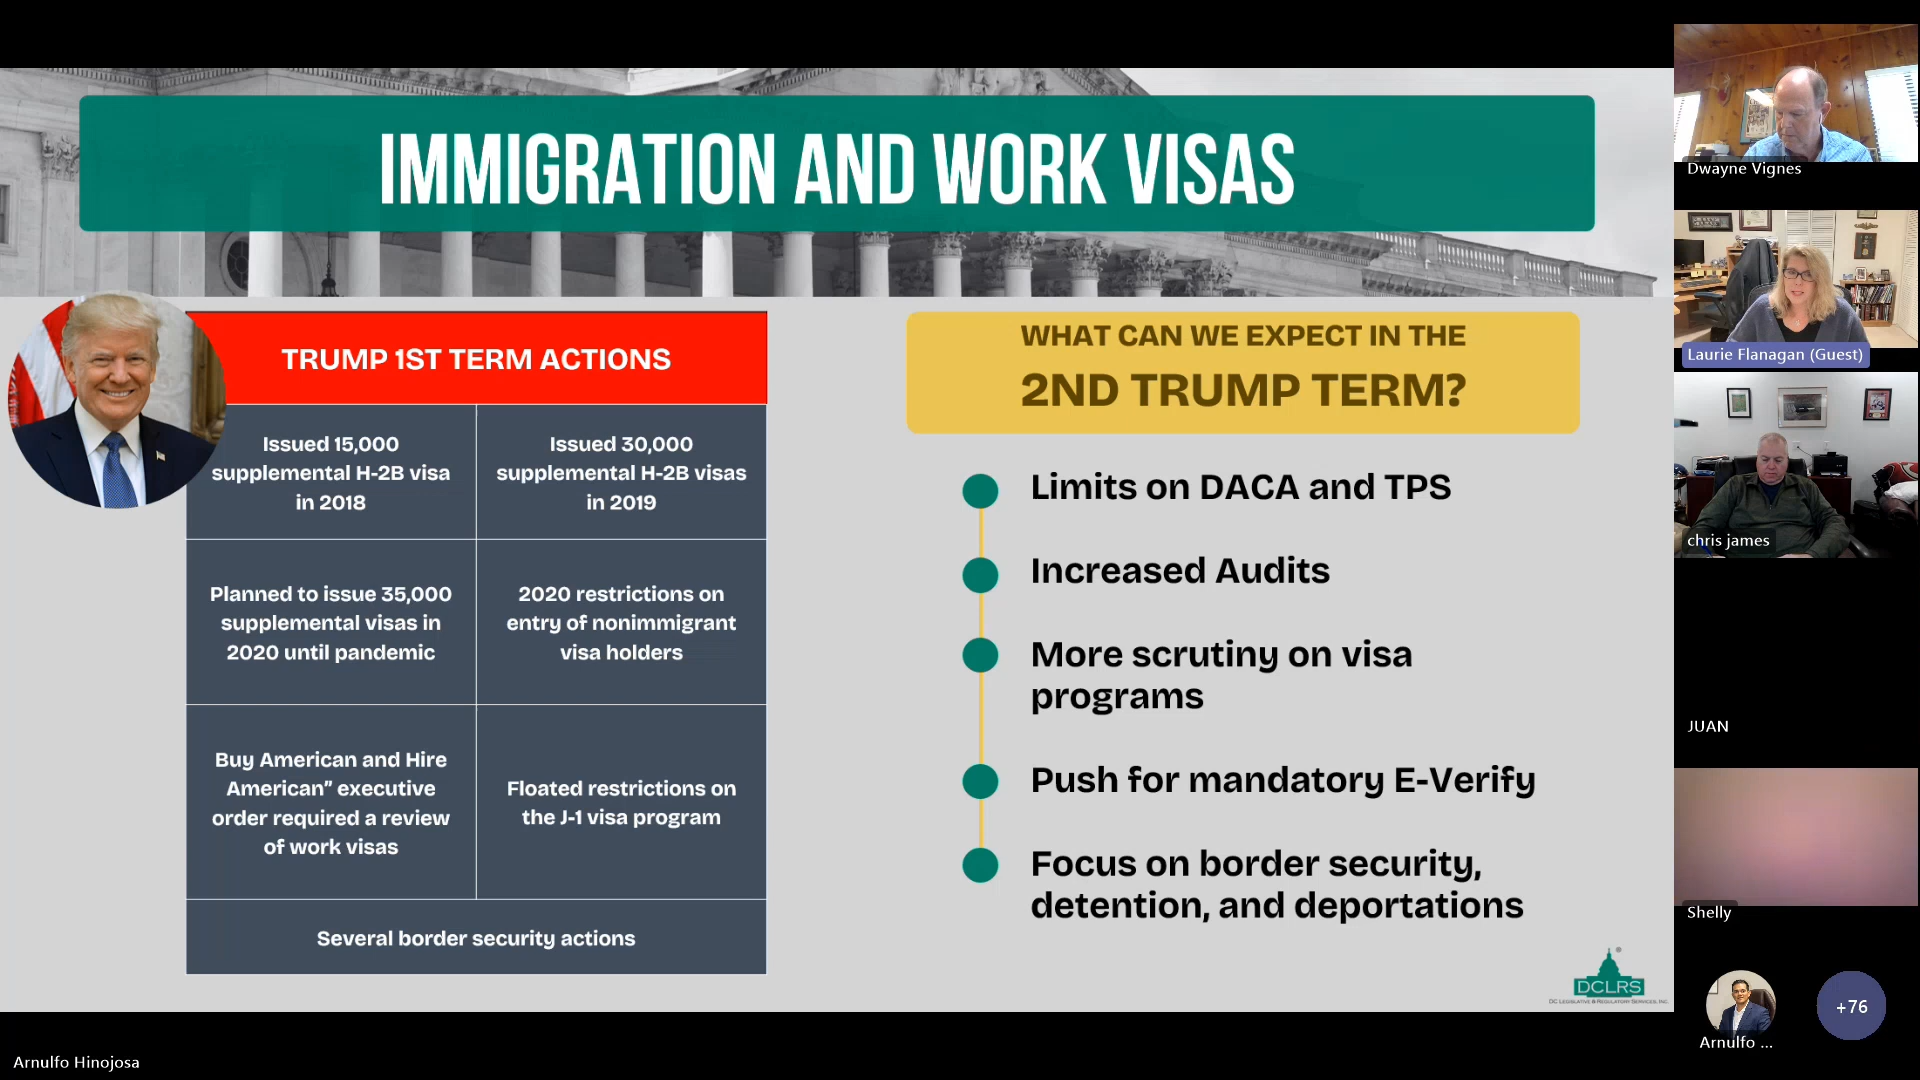 IMMIGRATION AND WORK VISAS
TRUMP 1ST TERM ACTIONS
Issued 15,000
supplemental H-2B visa
in 2018
Issued 30,000
supplemental H-2B visas
in 2019
Planned to issue 35,000
supplemental visas in
2020 until pandemic
2020 restrictions on
entry of nonimmigrant
visa holders
Buy American and Hire
American” executive
order required a review
of work visas
Floated restrictions on
the J-1 visa program
Several border security actions
WHAT CAN WE EXPECT IN THE
2ND TRUMP TERM?
Limits on DACA and TPS
Increased Audits
More scrutiny on visa
programs
Push for mandatory E-Verify
Focus on border security,
detention, and deportations
DCLRS
DC LEGISLATIVE & REGULATORY SERVICES, INC.
Dwayne Vignes
Laurie Flanagan (Guest)
chris james
JUAN
Shelly
Arnulfo ...
+76
Arnulfo Hinojosa